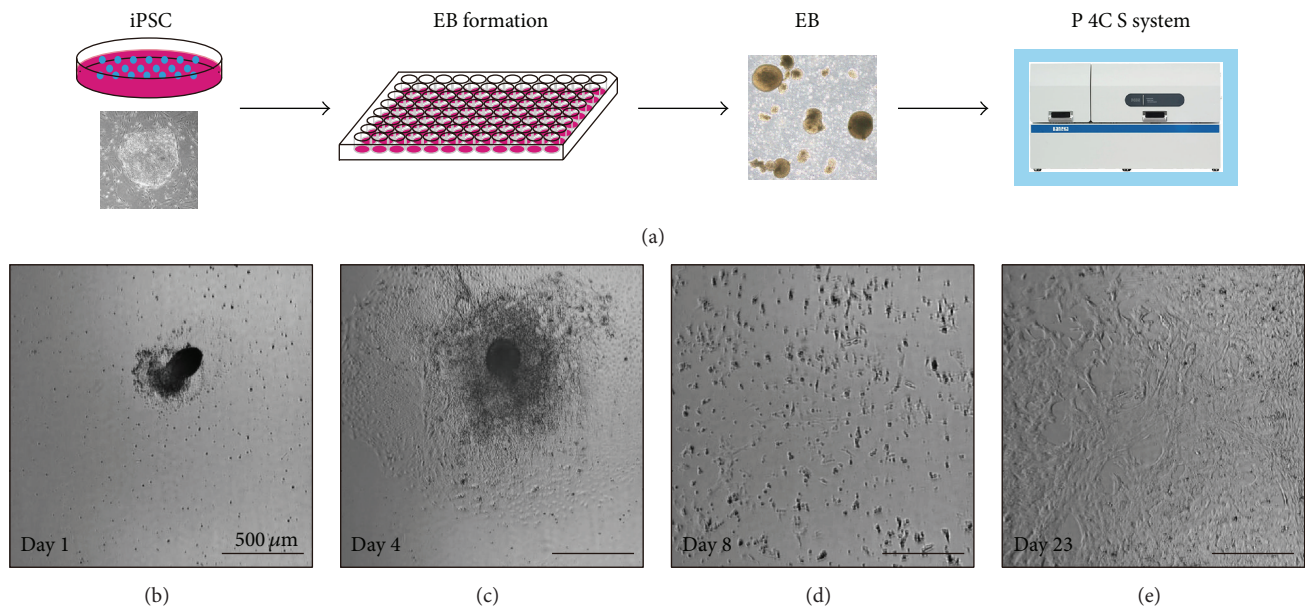 iPSC
EB formation
EB
P 4C S system
(a)
Day 1
500 μm
Day 4
Day 8
Day 23
(b)
(c)
(d)
(e)